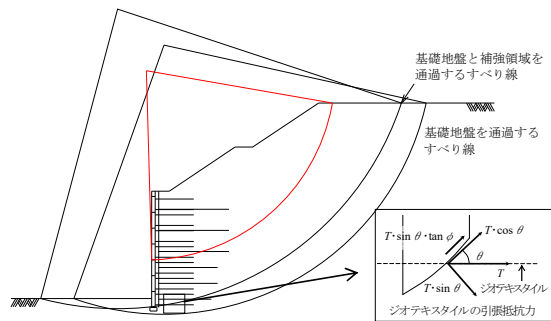 基礎地盤と補強領域を
通過するすべり線
基礎地盤を通過する
すべり線
T・sin θ・tan ϕ
T・cos θ
θ
T
T・sin θ
ジオテキスタイル
ジオテキスタイルの引張抵抗力